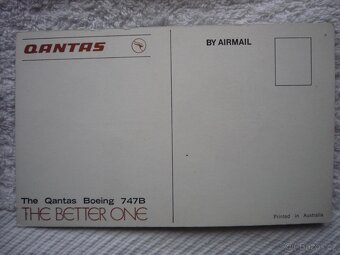 QANTAS
BY AIRMAIL
The Qantas Boeing 747B
THE BETTER ONE
Printed in Australia